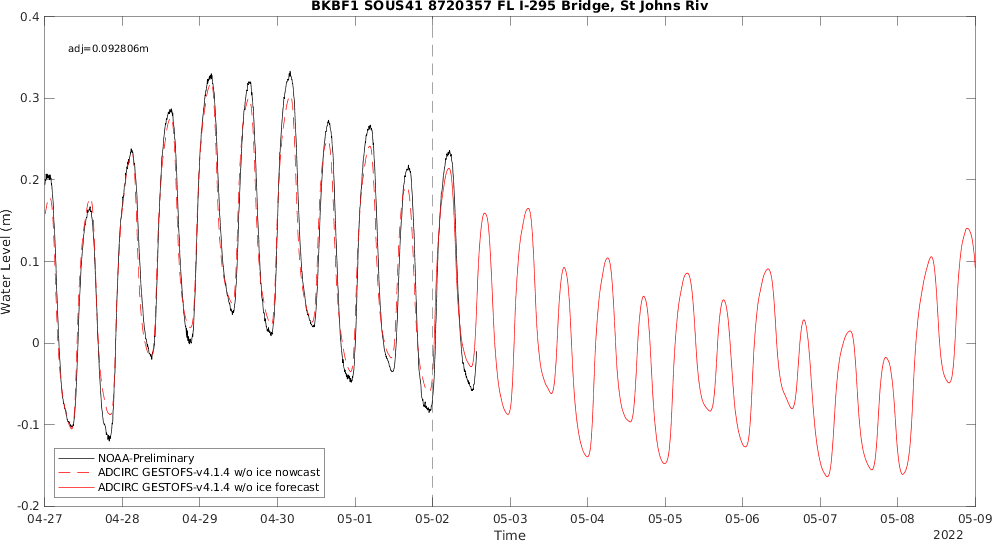 BKBF1 SOUS41 8720357 FL I-295 Bridge, St Johns Riv
adj=0.092806m
0.4
0.3
0.2
0.1
0
-0.1
-0.2
Water Level (m)
NOAA-Preliminary
ADCIRC GESTOFS-v4.1.4 w/o ice nowcast
ADCIRC GESTOFS-v4.1.4 w/o ice forecast
04-27 04-28 04-29 04-30 05-01 05-02 05-03 05-04 05-05 05-06 05-07 05-08 05-09
Time
2022